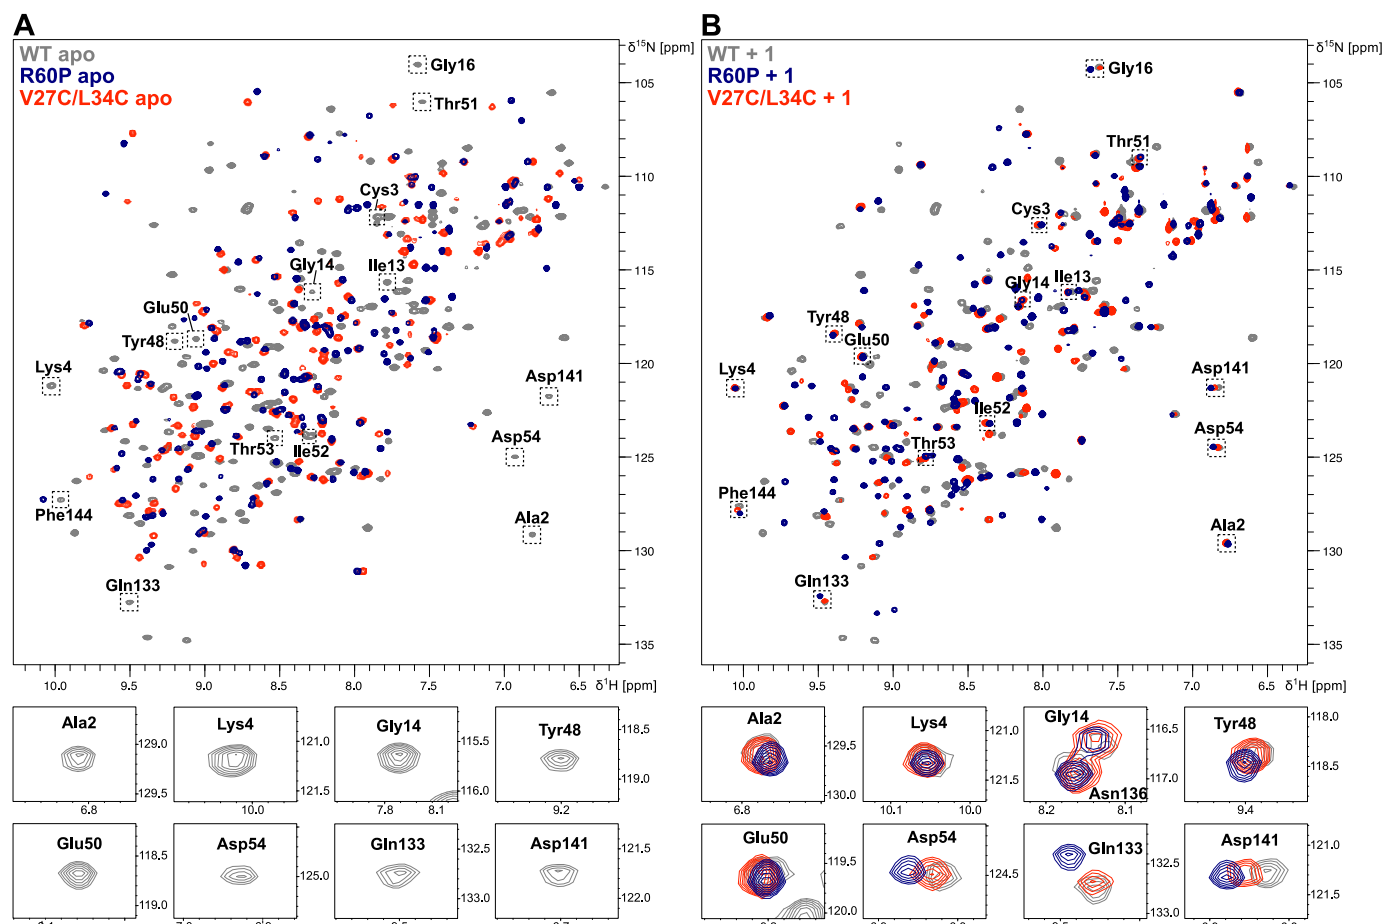 A
WT apo
R60P apo
V27C/L34C apo
δ15N [ppm]
Gly16
Thr51
Cys3
Gly14
Ile13
Glu50
Tyr48
Lys4
Asp141
Asp54
Thr53
Ile52
Phe144
Ala2
Gln133
105
110
115
120
125
130
135
10.0 9.5 9.0 8.5 8.0 7.5 7.0 6.5
δ1H [ppm]
B
WT + 1
R60P + 1
V27C/L34C + 1
δ15N [ppm]
Gly16
Thr51
Cys3
Gly14
Ile13
Tyr48
Glu50
Lys4
Asp141
Ile52
Asp54
Thr53
Phe144
Ala2
Gln133
105
110
115
120
125
130
135
10.0 9.5 9.0 8.5 8.0 7.5 7.0 6.5
δ1H [ppm]
Ala2
129.0
129.5
6.8
Lys4
121.0
121.5
10.0
Gly14
115.5
116.0
7.8 8.1
Tyr48
118.5
119.0
9.2
Glu50
118,5
119.0
Asp54
125.0
Gln133
132.5
133.0
Asp141
121.5
122.0
Ala2
129.5
130.0
6.8
Lys4
121.0
121.5
10.1 10.0
Gly14
Asn136
116.5
117.0
8.2 8.1
Tyr48
118.0
118.5
9.4
Glu50
119.5
120.0
Asp54
124.5
Gln133
132.5
133.0
Asp141
121.0
121.5